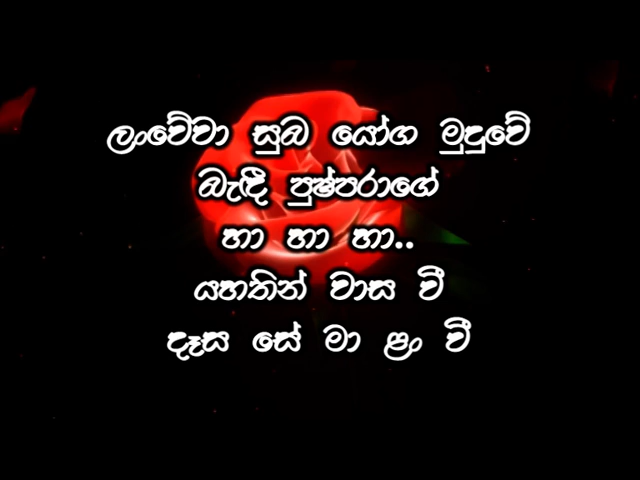 ලංවේවා සුබ යෝග මුදුවේ
බැඳී පුෂ්පරාගේ
හා හා හා..
යහතින් වාස වී
දෑස සේ මා ළං වී